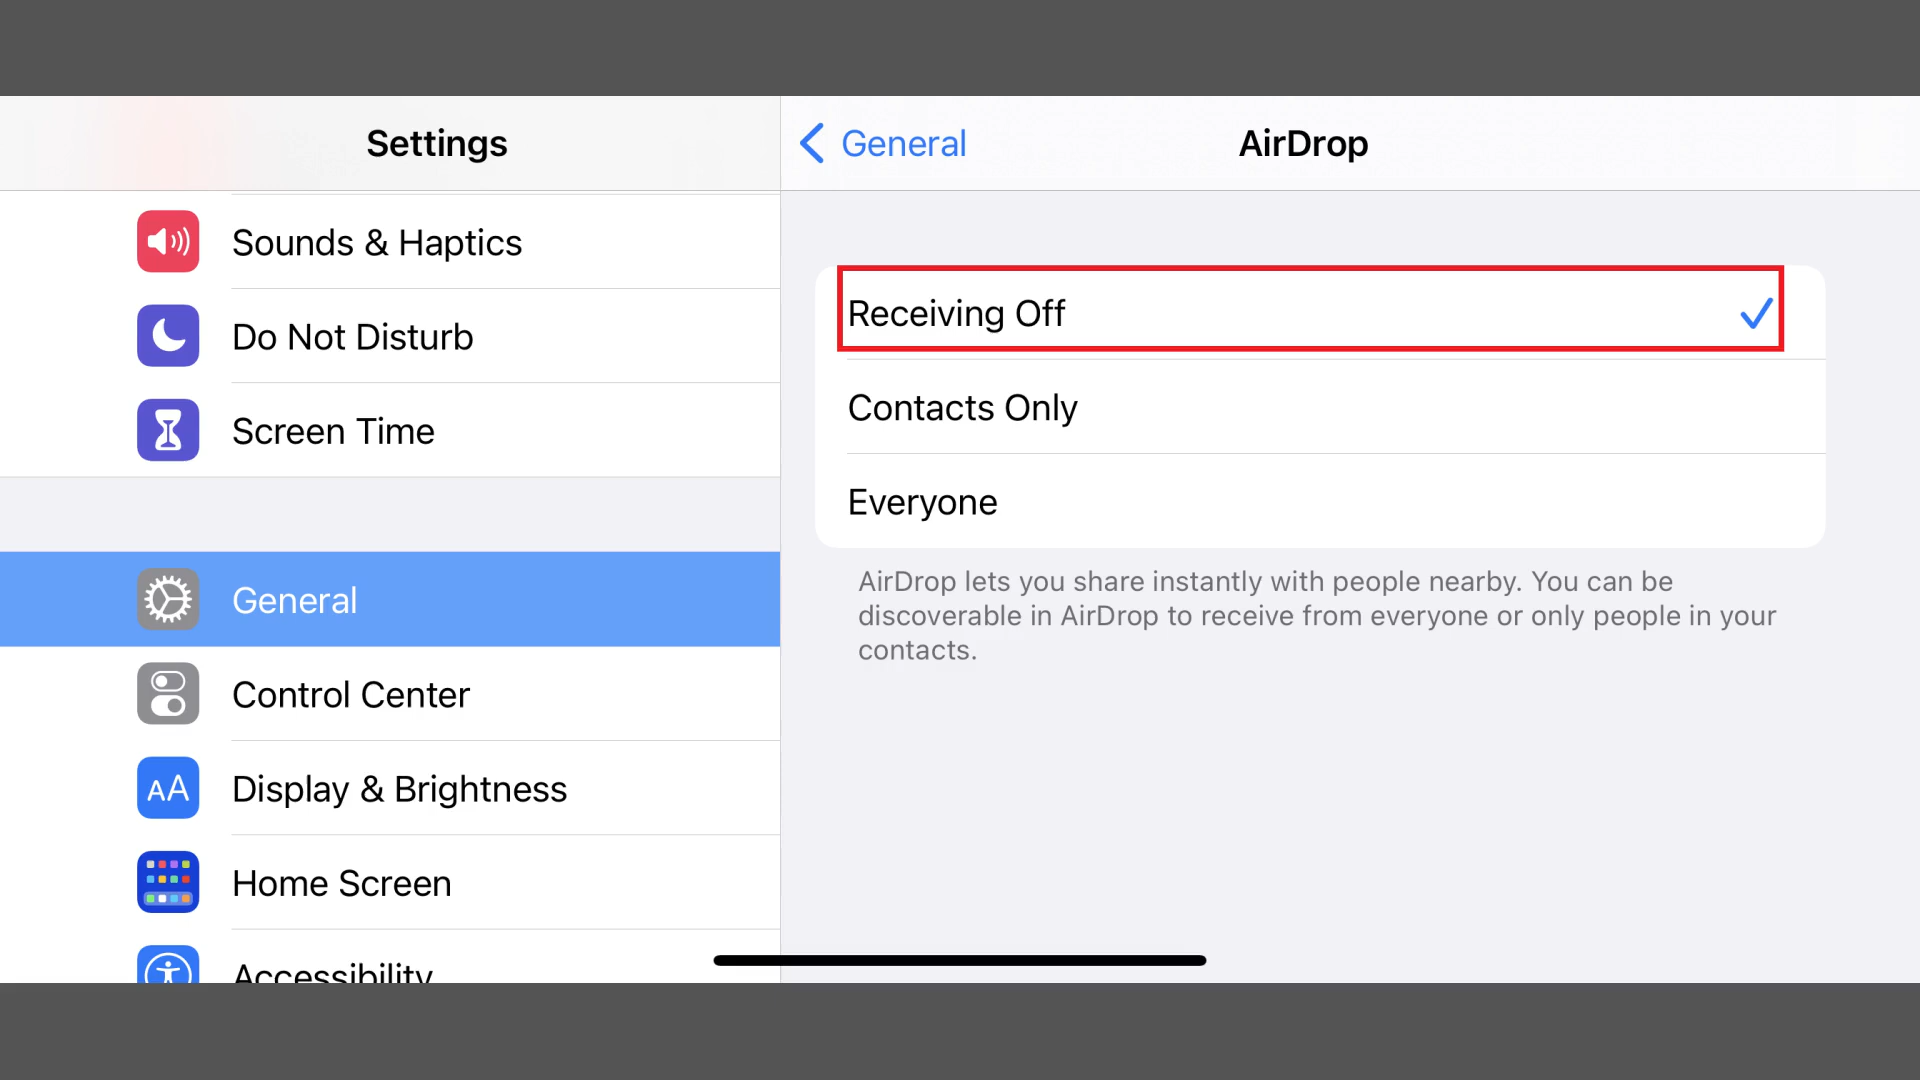 Settings
Sounds & Haptics
Do Not Disturb
Screen Time
General
Control Center
Display & Brightness
AA
Home Screen
Accessibility
General
AirDrop
Receiving Off
Contacts Only
Everyone
AirDrop lets you share instantly with people nearby. You can be
discoverable in AirDrop to receive from everyone or only people in your
contacts.